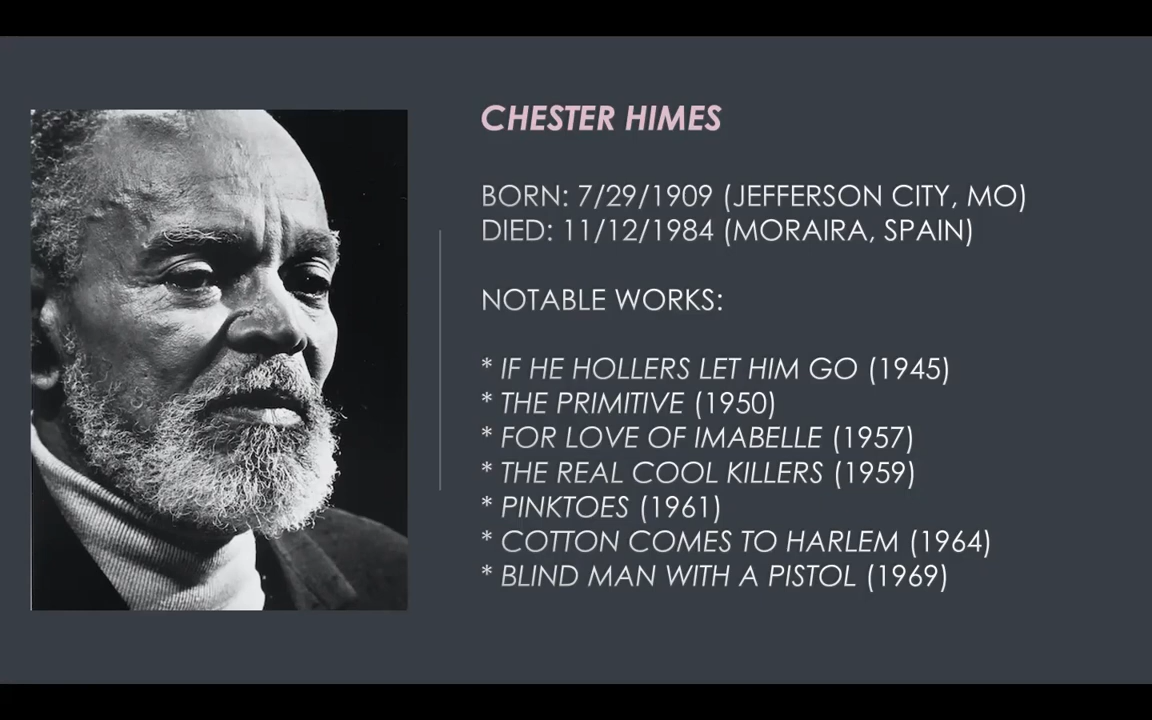 CHESTER HIMES
BORN: 7/29/1909 (JEFFERSON CITY, MO)
DIED: 11/12/1984 (MORAIRA, SPAIN)
NOTABLE WORKS:
* IF HE HOLLERS LET HIM GO (1945)
* THE PRIMITIVE (1950)
* FOR LOVE OF IMABELLE (1957)
* THE REAL COOL KILLERS (1959)
* PINKTOES (1961)
* COTTON COMES TO HARLEM (1964)
* BLIND MAN WITH A PISTOL (1969)